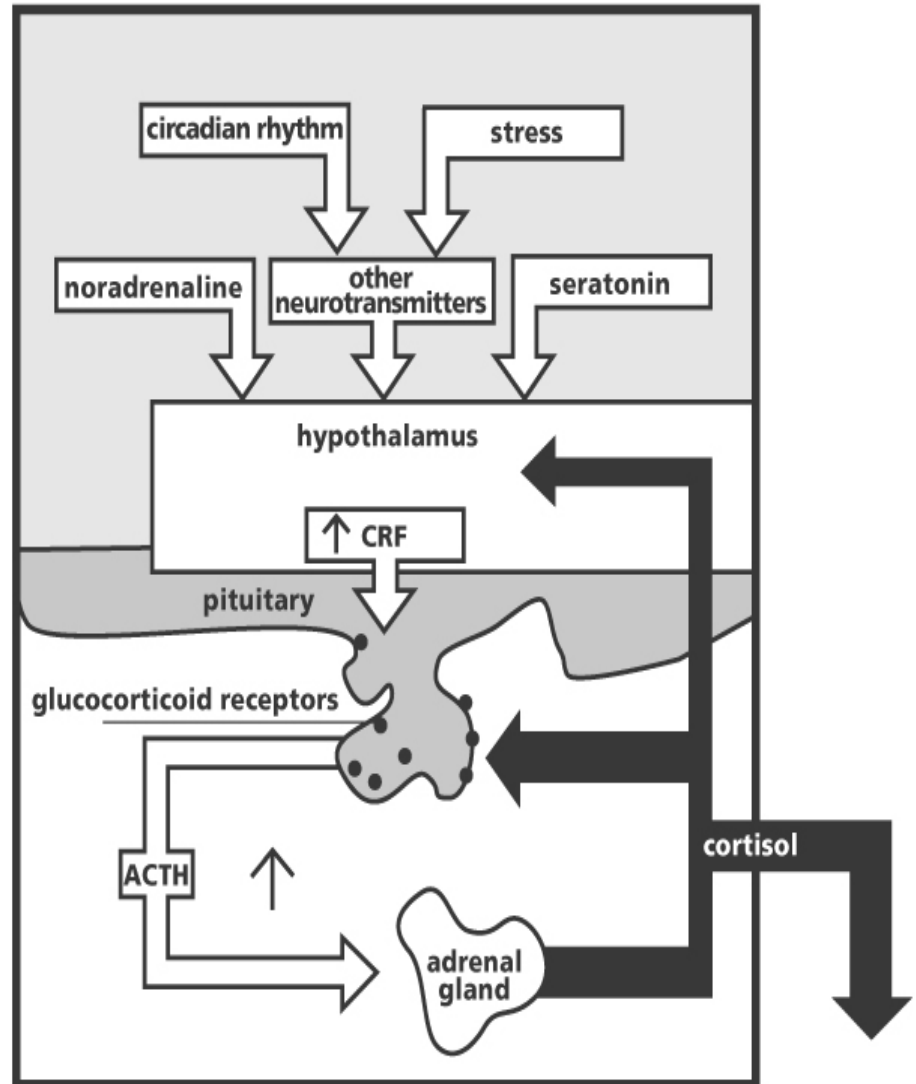 circadian rhythm
stress
noradrenaline
other
neurotransmitters
seratonin
hypothalamus
↑ CRF
pituitary
glucocorticoid receptors
cortisol
ACTH ↑
adrenal
gland